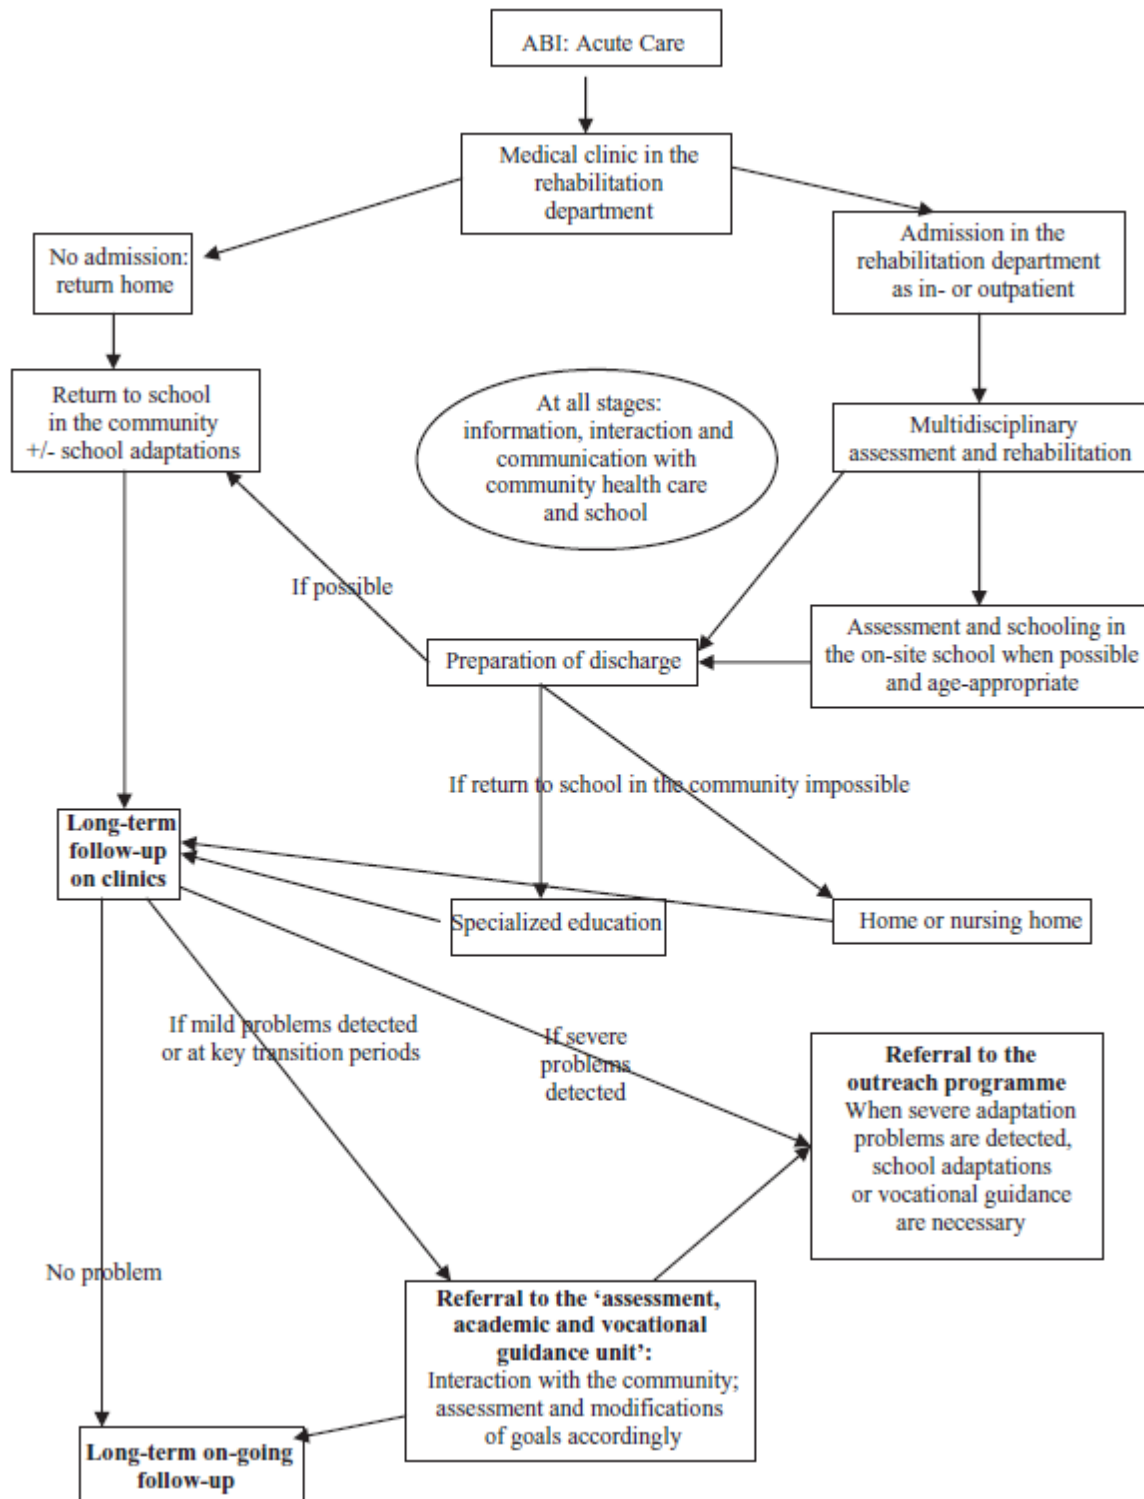 ABI: Acute Care
Medical clinic in the
rehabilitation
department
No admission:
return home
Admission in the
rehabilitation department
as in- or outpatient
Return to school
in the community
+/- school adaptations
At all stages:
information, interaction and
communication with
community health care
and school
Multidisciplinary
assessment and rehabilitation
If possible
Preparation of discharge
Assessment and schooling in
the on-site school when possible
and age-appropriate
If return to school in the community impossible
Long-term
follow-up
on clinics
Specialized education
Home or nursing home
If mild problems detected
or at key transition periods
If severe
problems
detected
Referral to the
outreach programme
When severe adaptation
problems are detected,
school adaptations
or vocational guidance
are necessary
No problem
Referral to the ‘assessment,
academic and vocational
guidance unit’:
Interaction with the community;
assessment and modifications
of goals accordingly
Long-term on-going
follow-up